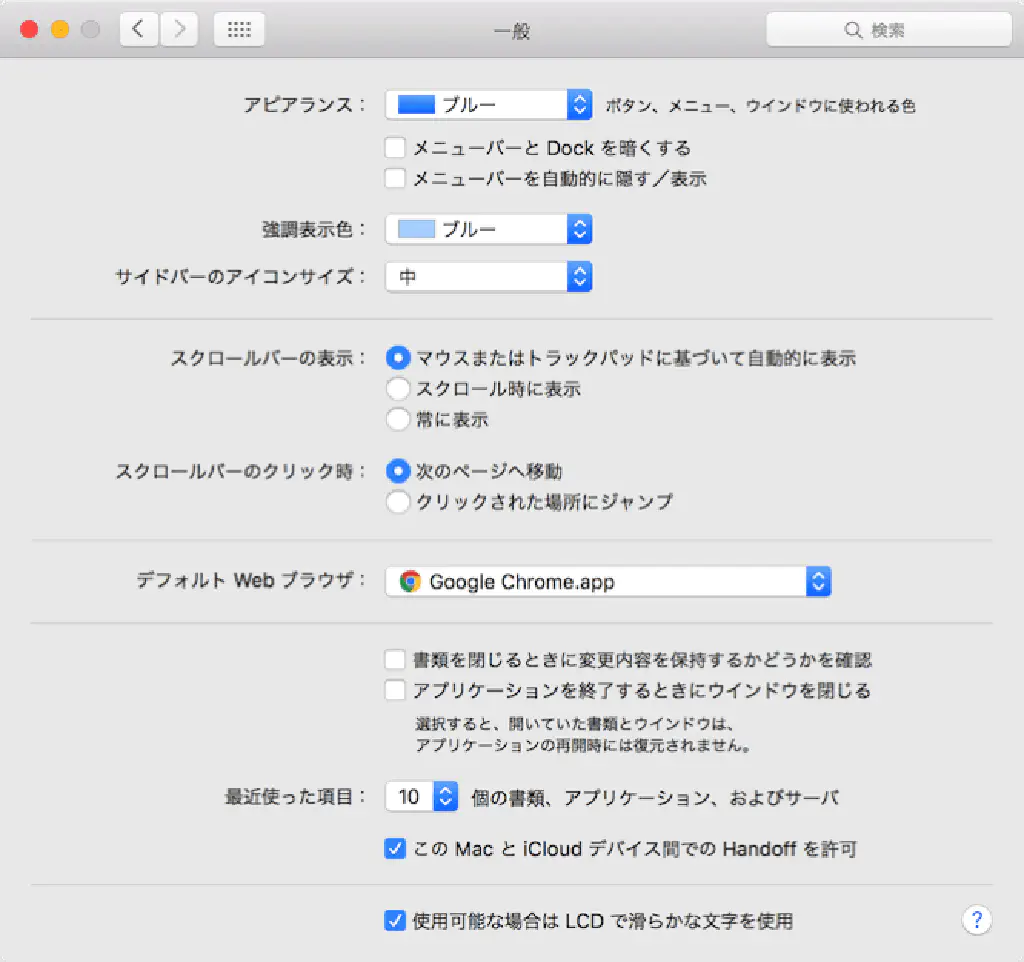 一般
検索
アピアランス： ブルー ボタン、メニュー、ウインドウに使われる色
メニューバーと Dock を暗くする
メニューバーを自動的に隠す／表示
強調表示色： ブルー
サイドバーのアイコンサイズ： 中
スクロールバーの表示： マウスまたはトラックパッドに基づいて自動的に表示
スクロール時に表示
常に表示
スクロールバーのクリック時： 次のページへ移動
クリックされた場所にジャンプ
デフォルト Web ブラウザ： Google Chrome.app
書類を閉じるときに変更内容を保持するかどうかを確認
アプリケーションを終了するときにウインドウを閉じる
選択すると、開いていた書類とウインドウは、
アプリケーションの再開時には復元されません。
最近使った項目： 10 個の書類、アプリケーション、およびサーバ
この Mac と iCloud デバイス間での Handoff を許可
使用可能な場合は LCD で滑らかな文字を使用
?